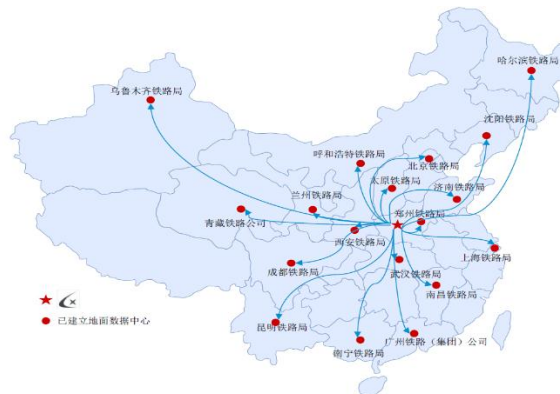 哈尔滨铁路局
乌鲁木齐铁路局
沈阳铁路局
呼和浩特铁路局
北京铁路局
太原铁路局
济南铁路局
兰州铁路局
郑州铁路局
青藏铁路公司
西安铁路局
上海铁路局
成都铁路局
武汉铁路局
南昌铁路局
已建立地面数据中心
昆明铁路局
南宁铁路局
广州铁路（集团）公司